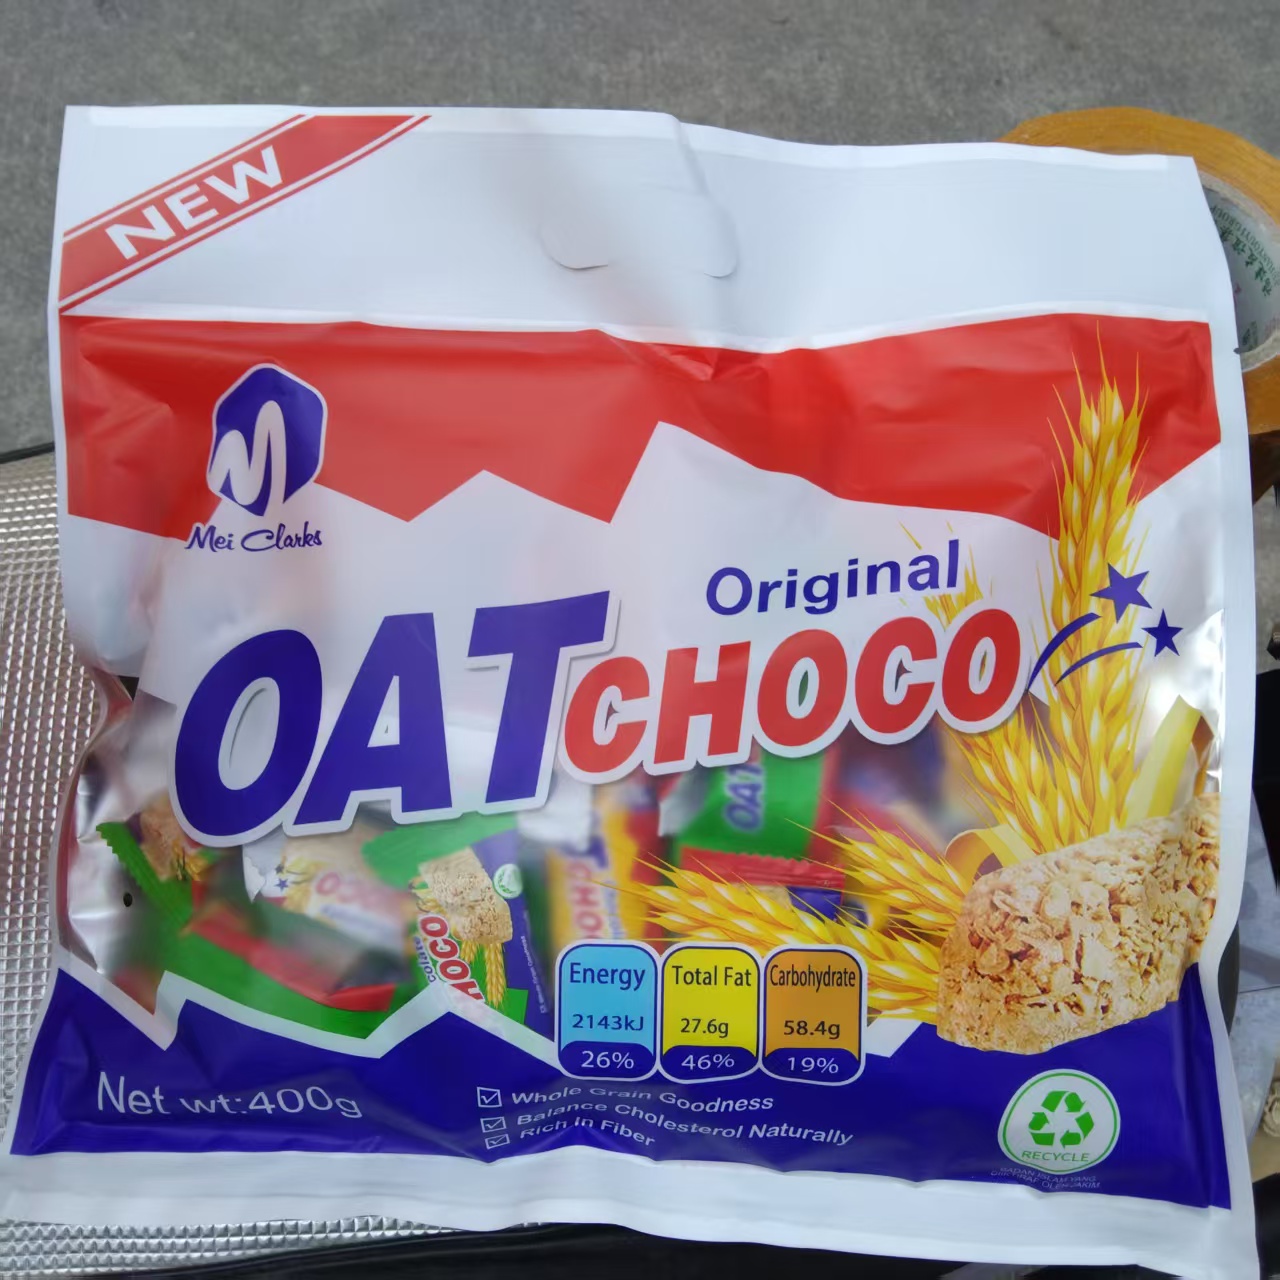 NEW
Mei Clarks
Original
OATCHOCO
OAT
CHOCO
Energy
2143kJ
26%
Total Fat
27.6g
46%
Carbohydrate
58.4g
19%
Net wt:400g
Whole Grain Goodness
Balance Cholesterol Naturally
Rich In Fiber
RECYCLE